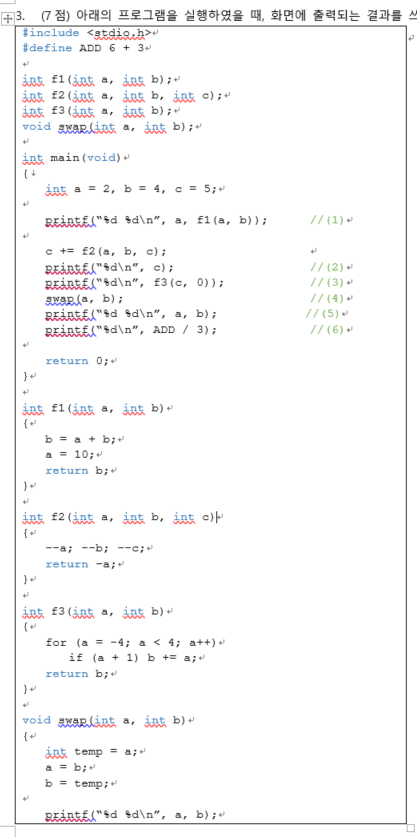 3. (7 점) 아래의 프로그램을 실행하였을 때, 화면에 출력되는 결과를
#include <stdio.h>
#define ADD 6 + 3
int f1(int a, int b);
int f2(int a, int b, int c);
int f3(int a, int b);
void swap(int a, int b);
int main(void)
{
int a = 2, b = 4, c = 5;
printf(“%d %d\n”, a, f1(a, b)); //(1)
c += f2(a, b, c);
printf(“%d\n”, c); //(2)
printf(“%d\n”, f3(c, 0)); //(3)
swap(a, b); //(4)
printf(“%d %d\n”, a, b); //(5)
printf(“%d\n”, ADD / 3); //(6)
return 0;
}
int f1(int a, int b)
{
b = a + b;
a = 10;
return b;
}
int f2(int a, int b, int c)
{
--a; --b; --c;
return -a;
}
int f3(int a, int b)
{
for (a = -4; a < 4; a++)
if (a + 1) b += a;
return b;
}
void swap(int a, int b)
{
int temp = a;
a = b;
b = temp;
printf(“%d %d\n”, a, b);